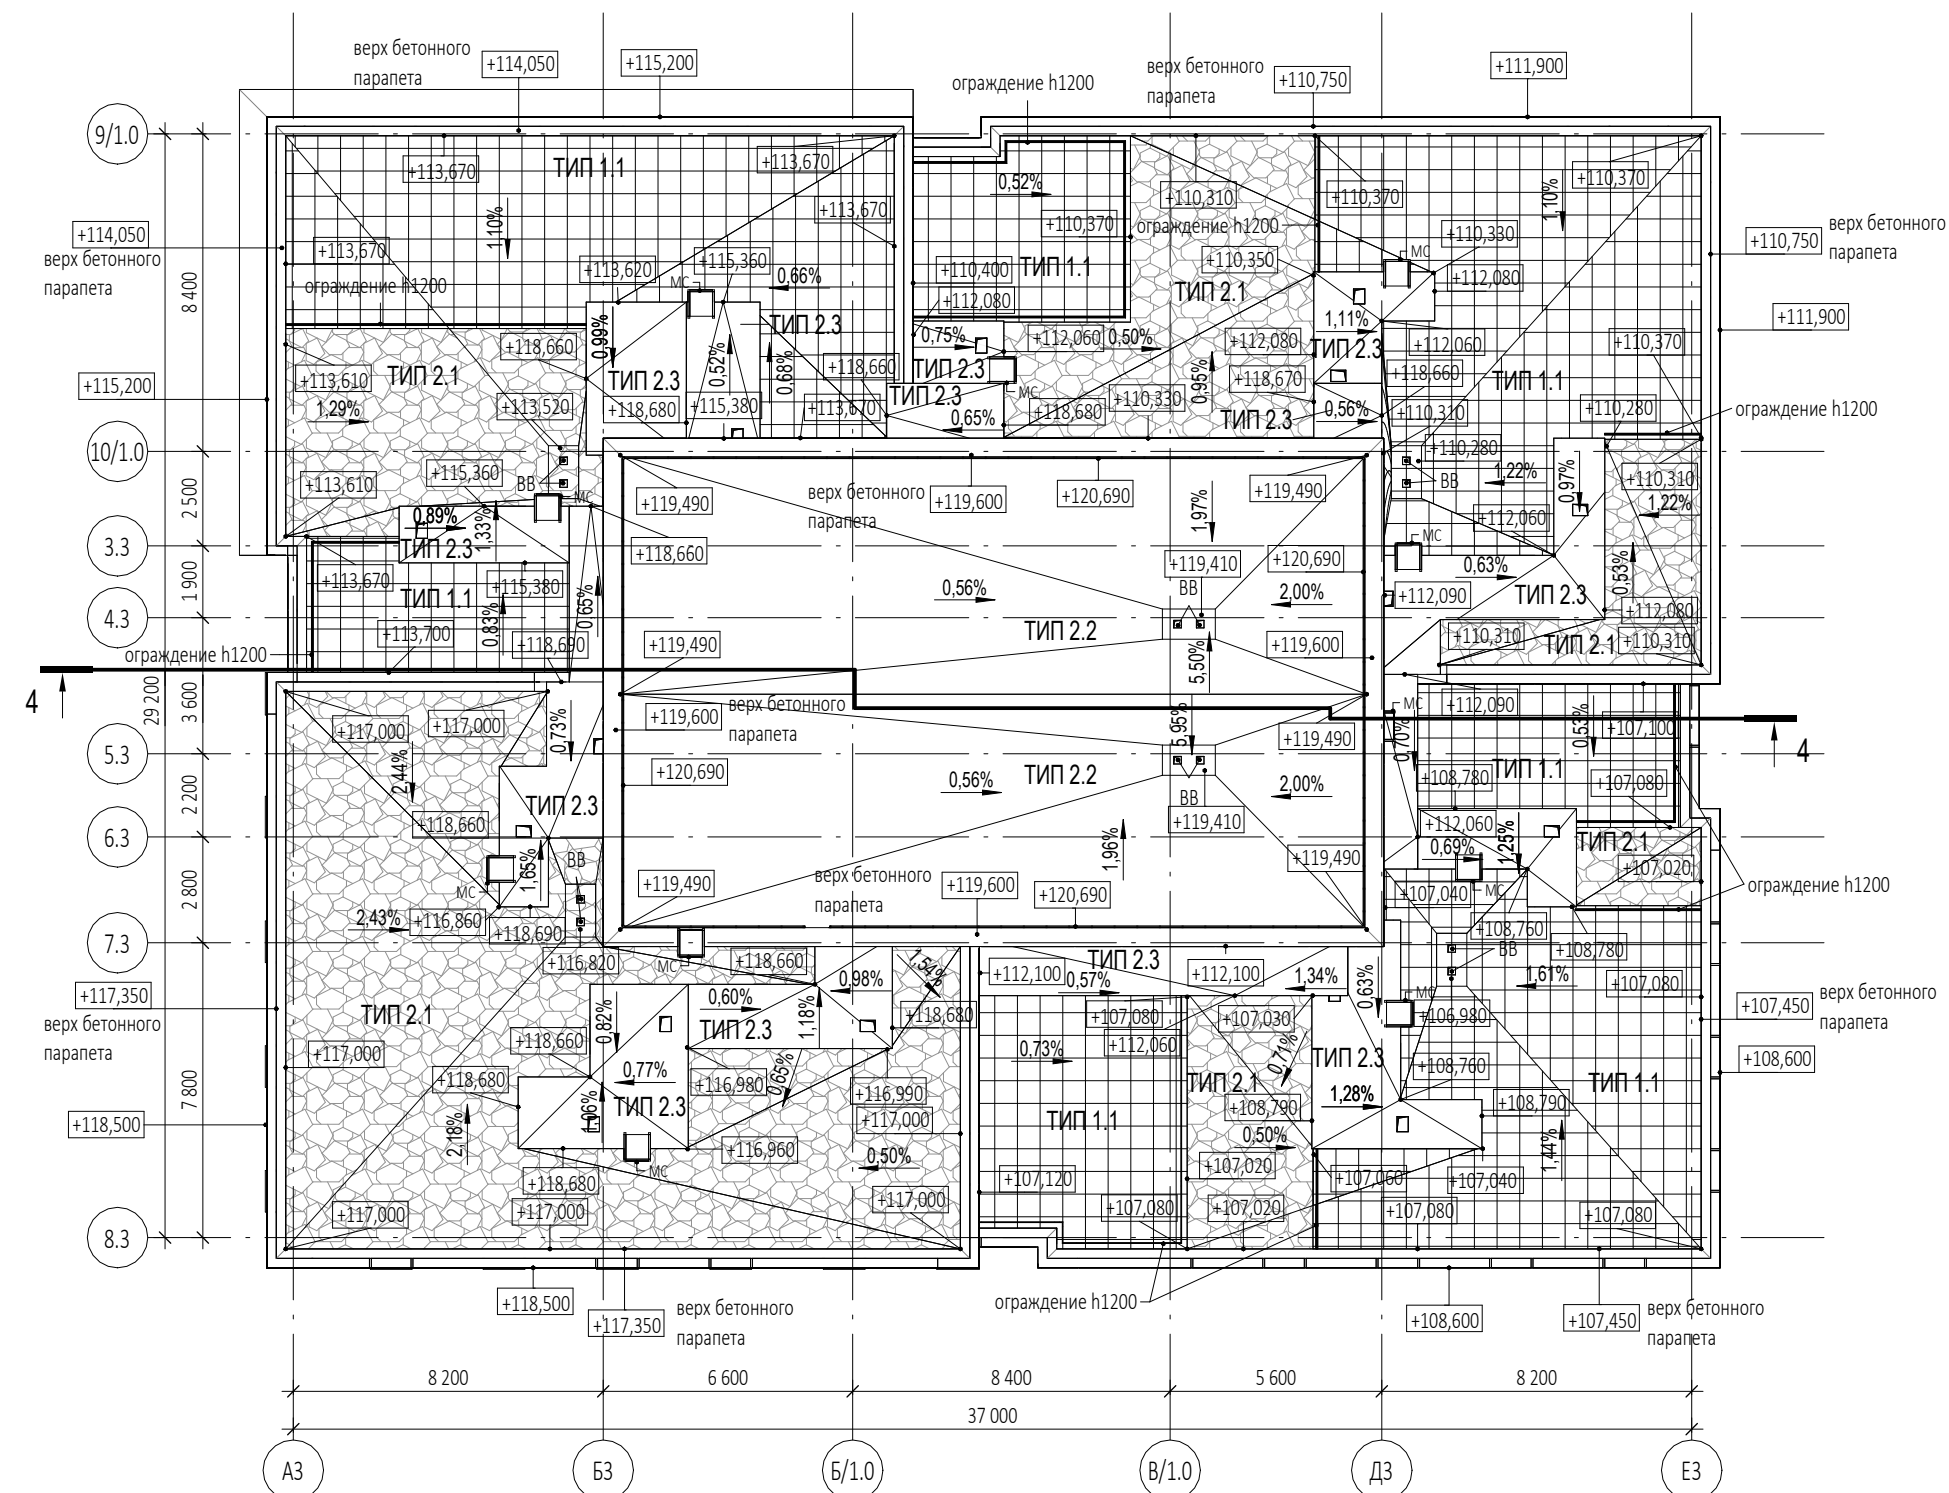 верх бетонного
парапета
+114,050
+115,200
ограждение h1200
верх бетонного
парапета
+110,750
+111,900
9/1.0
+113,670
ТИП 1.1
+113,670
0,52%
+110,310
+110,370
1.10%
+110,370
+114,050
верх бетонного
парапета
1.10%
+113,670
+113,670
+110,370
ограждение h1200
+110,330
+110,750
верх бетонного
парапета
8 400
ограждение h1200
+113,620
МС
+115,360
0,66%
+110,400
ТИП 1.1
+112,080
+110,350
ТИП 2.1
МС
+112,080
1,11%
+111,900
+118,660
0,99%
ТИП 2.3
0,75%
+112,060
0,50%
+112,080
ТИП 2.3
+112,060
+110,370
+115,200
+113,610
ТИП 2.1
ТИП 2.3
0,52%
0,68%
+118,660
ТИП 2.3
МС
0,95%
+118,670
+118,660
ТИП 1.1
1,29%
+113,520
+118,680
+115,380
+113,670
ТИП 2.3
0,65%
+118,680
+110,330
ТИП 2.3
0,56%
+110,310
+110,280
ограждение h1200
10/1.0
+113,610
+115,360
ВВ
МС
+119,490
верх бетонного
парапета
+119,600
+120,690
1,97%
+119,490
+110,280
ВВ
1.22%
0,97%
+110,310
1.22%
2 500
0,89%
1,33%
ТИП 2.3
+118,660
+112,060
МС
3.3
+113,670
+115,380
0,65%
+119,410
+120,690
0,63%
0,53%
1 900
ТИП 1.1
0,56%
ВВ
2,00%
+112,090
ТИП 2.3
+112,080
4.3
+113,700
0,83%
+118,690
ТИП 2.2
+119,600
+110,310
ТИП 2.1
+110,310
ограждение h1200
+119,490
5,50%
4
29 200
3 600
+117,000
+117,000
0,73%
+119,600
верх бетонного
парапета
5,95%
+119,490
МС
0,70%
+112,090
0,53%
+107,100
4
5.3
2,44%
+120,690
ТИП 2.2
+108,780
ТИП 1.1
+107,080
2 200
ТИП 2.3
0,56%
ВВ
2,00%
+118,660
+119,410
+112,060
6.3
1,65%
ВВ
1,96%
+119,490
0,69%
1,25%
ТИП 2.1
+107,020
2 800
МС
+119,490
верх бетонного
парапета
+119,600
+120,690
+107,040
МС
ограждение h1200
2,43%
+116,860
+118,690
+108,760
7.3
+116,820
МС
+118,660
1,54%
ТИП 2.3
ВВ
+108,780
+117,350
верх бетонного
парапета
0,98%
+112,100
0,57%
+112,100
1,34%
0,63%
1,61%
+107,080
+107,450
верх бетонного
парапета
ТИП 2.1
0,82%
0,60%
ТИП 2.3
1,18%
+118,680
+107,080
+107,030
МС
+106,980
+117,000
+118,660
+112,060
0,73%
0,71%
ТИП 2.3
+108,600
7 800
+118,680
0,77%
+116,980
0,65%
+116,990
ТИП 2.1
+108,760
ТИП 1.1
+118,500
2,18%
1,06%
ТИП 2.3
+117,000
ТИП 1.1
+108,790
1,28%
+108,790
МС
+116,960
0,50%
0,50%
1,44%
+118,680
+107,120
+107,020
+107,060
+107,040
8.3
+117,000
+117,000
+117,000
+107,080
+107,020
+107,080
+107,080
+118,500
+117,350
верх бетонного
парапета
ограждение h1200
+108,600
+107,450
верх бетонного
парапета
8 200
6 600
8 400
5 600
8 200
37 000
А3
Б3
Б/1.0
В/1.0
Д3
Е3